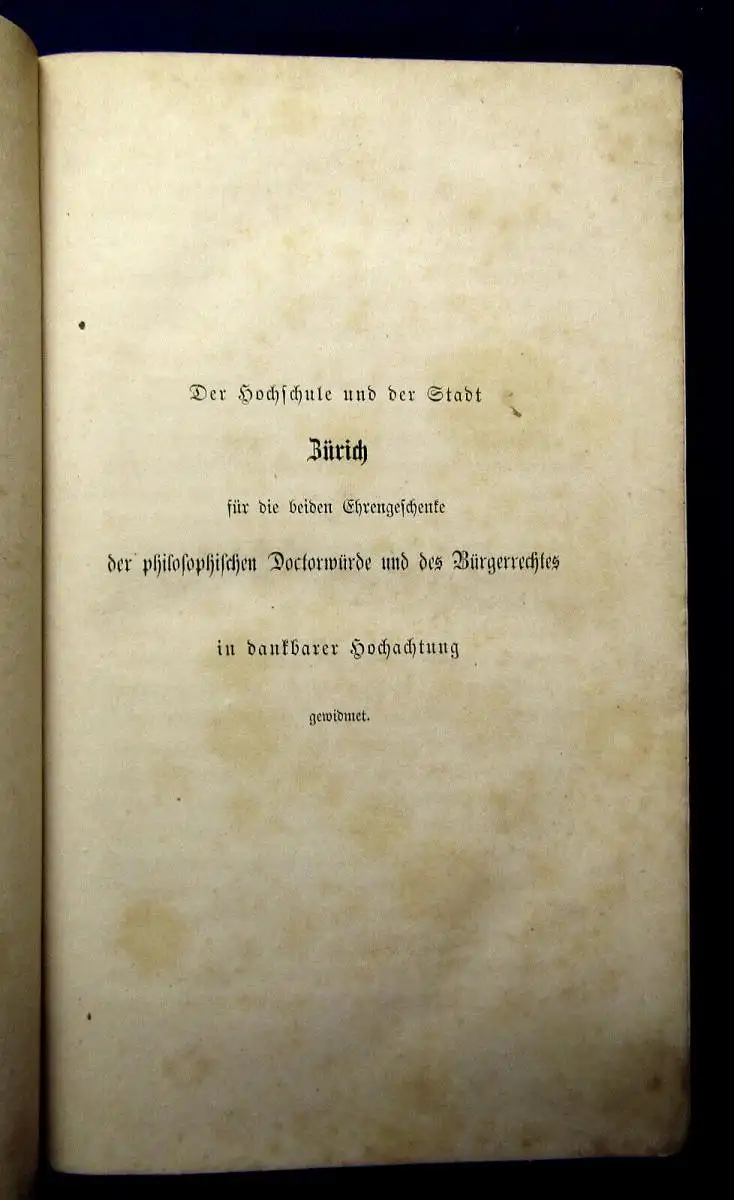 Der Hochschule und der Stadt
Zürich
für die beiden Ehrengeschenke
der philosophischen Doctorwürde und des Bürgerrechtes
in dankbarer Hochachtung
gewidmet.